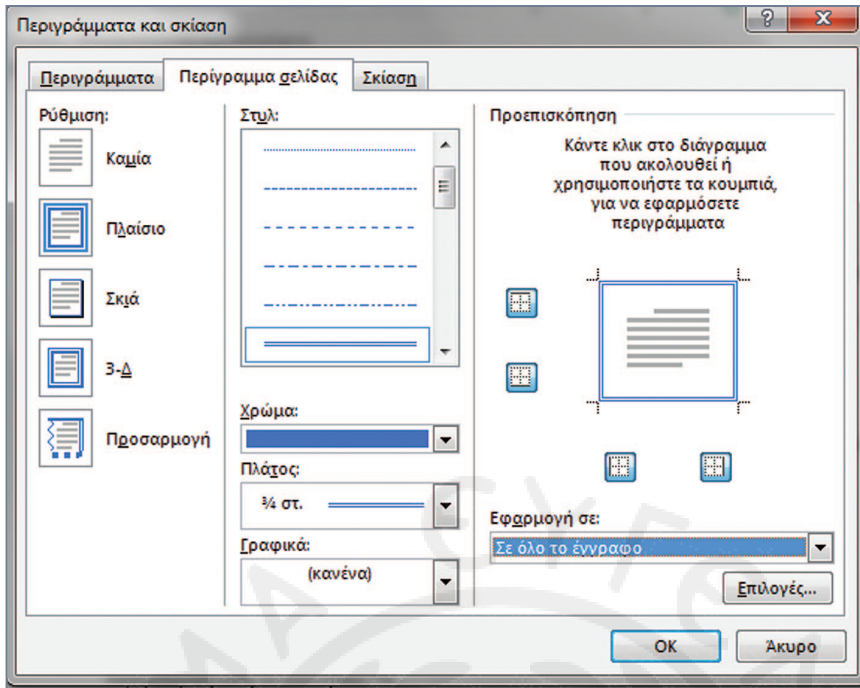 Περιγράμματα και σκίαση
?
X
Περιγράμματα
Περίγραμμα σελίδας
Σκίαση
Ρύθμιση:
Καμία
Πλαίσιο
Σκιά
3-Δ
Προσαρμογή
Στυλ:
Χρώμα:
Πλάτος:
¾ στ.
Γραφικά:
(κανένα)
Προεπισκόπηση
Κάντε κλικ στο διάγραμμα
που ακολουθεί ή
χρησιμοποιήστε τα κουμπιά,
για να εφαρμόσετε
περιγράμματα
Εφαρμογή σε:
Σε όλο το έγγραφο
Επιλογές...
OK
Άκυρο